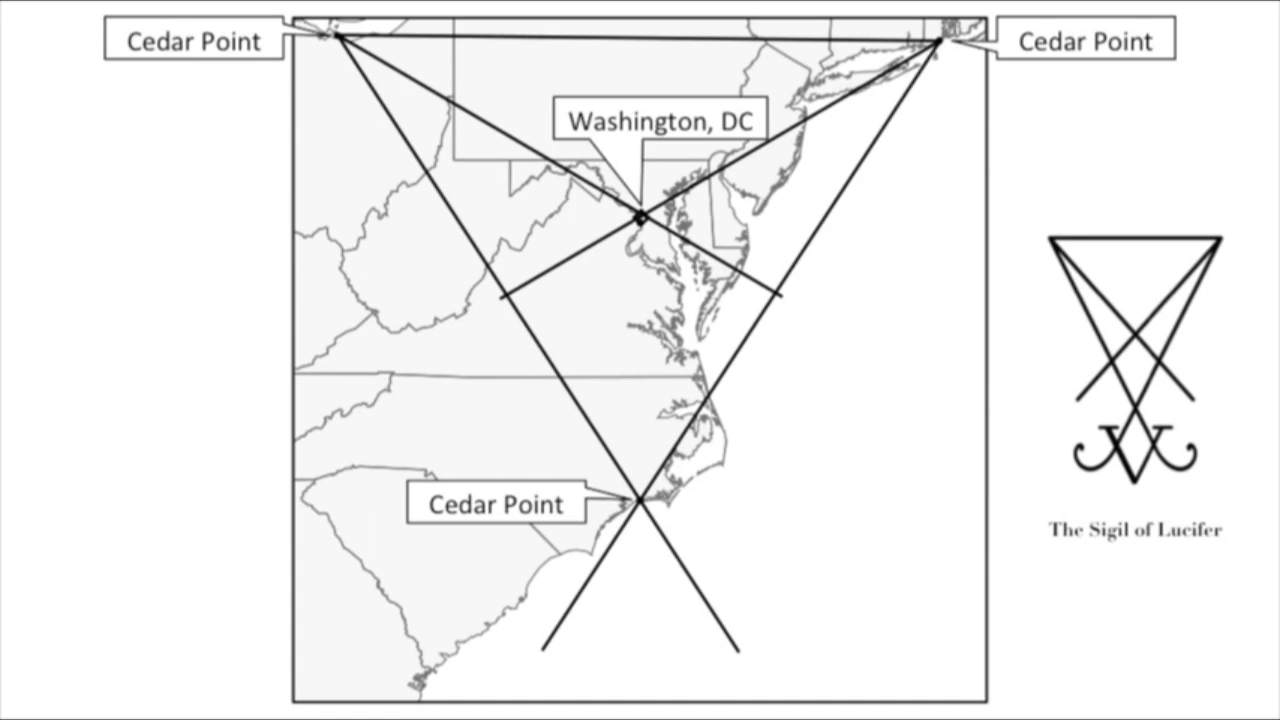 Cedar Point
Cedar Point
Washington, DC
Cedar Point
The Sigil of Lucifer